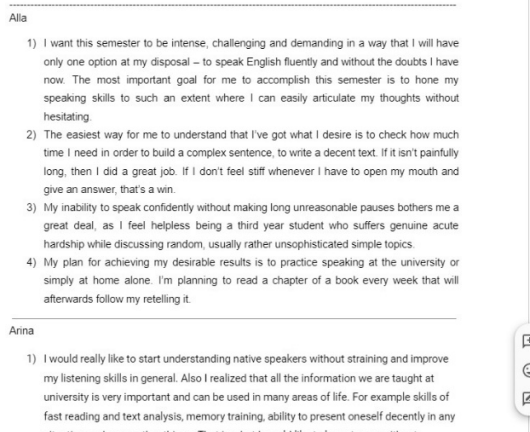 Alla
1) I want this semester to be intense, challenging and demanding in a way that I will have
only one option at my disposal – to speak English fluently and without the doubts I have
now. The most important goal for me to accomplish this semester is to hone my
speaking skills to such an extent where I can easily articulate my thoughts without
hesitating.
2) The easiest way for me to understand that I've got what I desire is to check how much
time I need in order to build a complex sentence, to write a decent text. If it isn't painfully
long, then I did a great job. If I don't feel stiff whenever I have to open my mouth and
give an answer, that's a win.
3) My inability to speak confidently without making long unreasonable pauses bothers me a
great deal, as I feel helpless being a third year student who suffers genuine acute
hardship while discussing random, usually rather unsophisticated simple topics.
4) My plan for achieving my desirable results is to practice speaking at the university or
simply at home alone. I'm planning to read a chapter of a book every week that will
afterwards follow my retelling it.
Arina
1) I would really like to start understanding native speakers without straining and improve
my listening skills in general. Also I realized that all the information we are taught at
university is very important and can be used in many areas of life. For example skills of
fast reading and text analysis, memory training, ability to present oneself decently in any